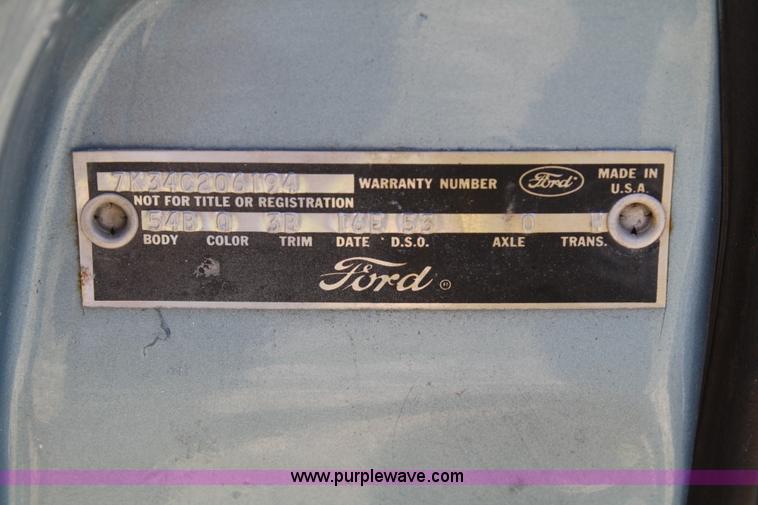 7K34C206194 WARRANTY NUMBER Ford MADE IN U.S.A.
NOT FOR TITLE OR REGISTRATION
54B Q 3B 16E 53 0
BODY COLOR TRIM DATE D.S.O. AXLE TRANS.
Ford
www.purplewave.com